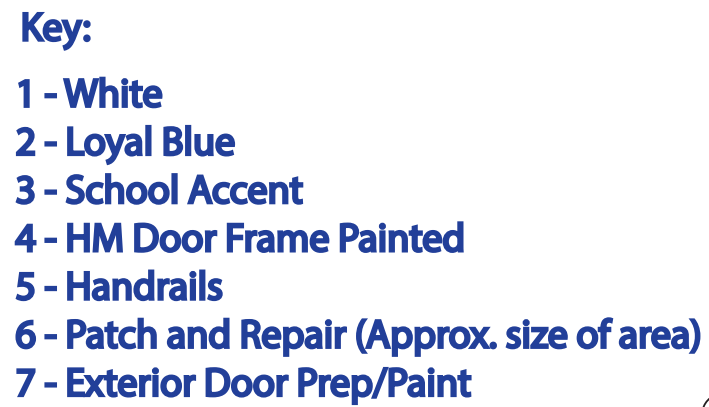 Key:
1 - White
2 - Loyal Blue
3 - School Accent
4 - HM Door Frame Painted
5 - Handrails
6 - Patch and Repair (Approx. size of area)
7 - Exterior Door Prep/Paint